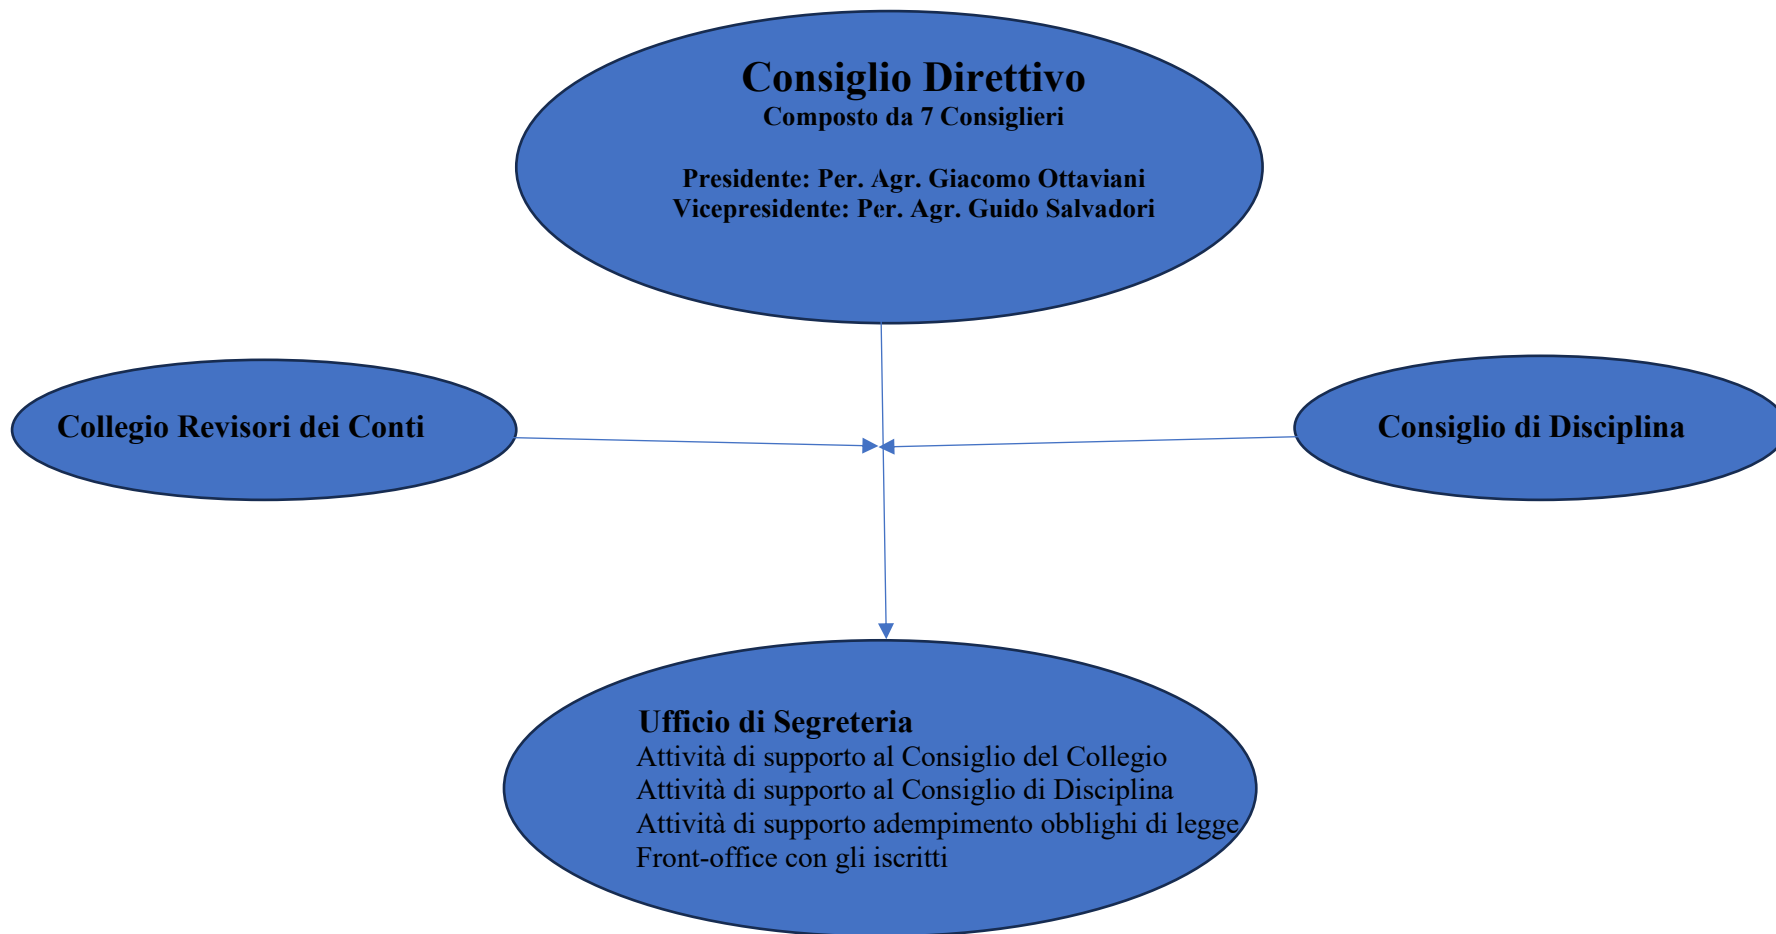 Consiglio Direttivo
Composto da 7 Consiglieri
Presidente: Per. Agr. Giacomo Ottaviani
Vicepresidente: Per. Agr. Guido Salvadori
Collegio Revisori dei Conti
Consiglio di Disciplina
Ufficio di Segreteria
Attività di supporto al Consiglio del Collegio
Attività di supporto al Consiglio di Disciplina
Attività di supporto adempimento obblighi di legge
Front-office con gli iscritti